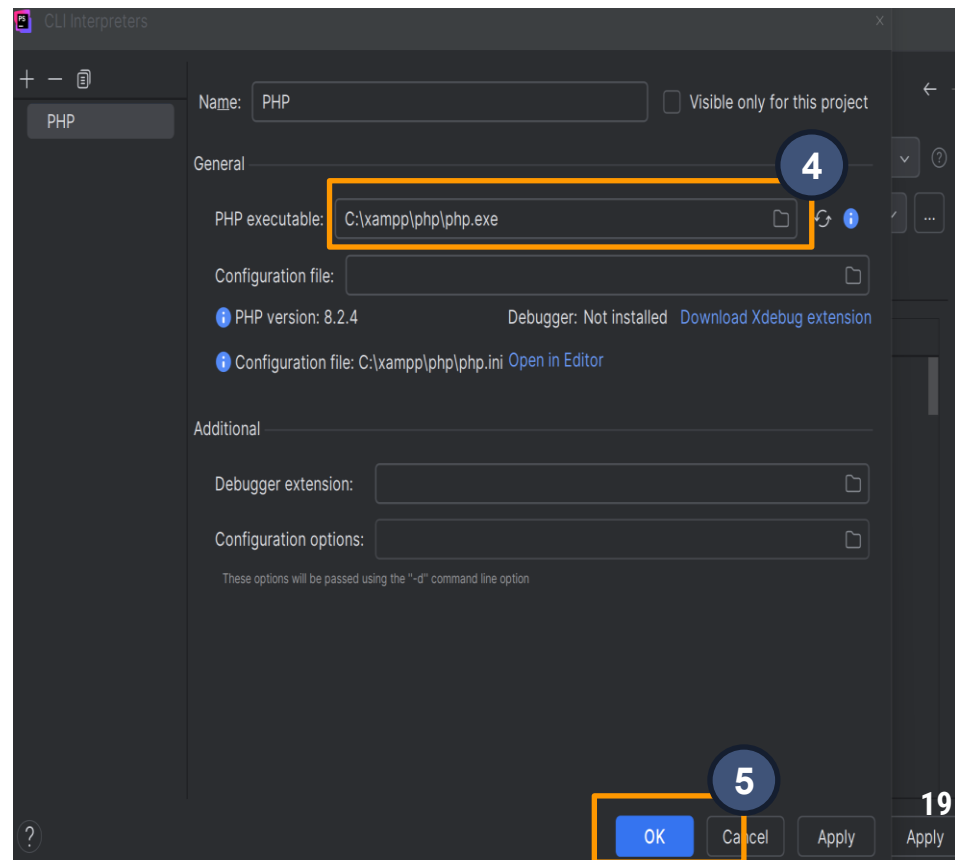 PS
CLI Interpreters
x
PHP
Name: PHP
Visible only for this project
General
4
PHP executable: C:\xampp\php\php.exe
...
Configuration file:
PHP version: 8.2.4 Debugger: Not installed Download Xdebug extension
Configuration file: C:\xampp\php\php.ini Open in Editor
Additional
Debugger extension:
Configuration options:
These options will be passed using the "-d" command line option
5
19
?
OK Cancel Apply Apply